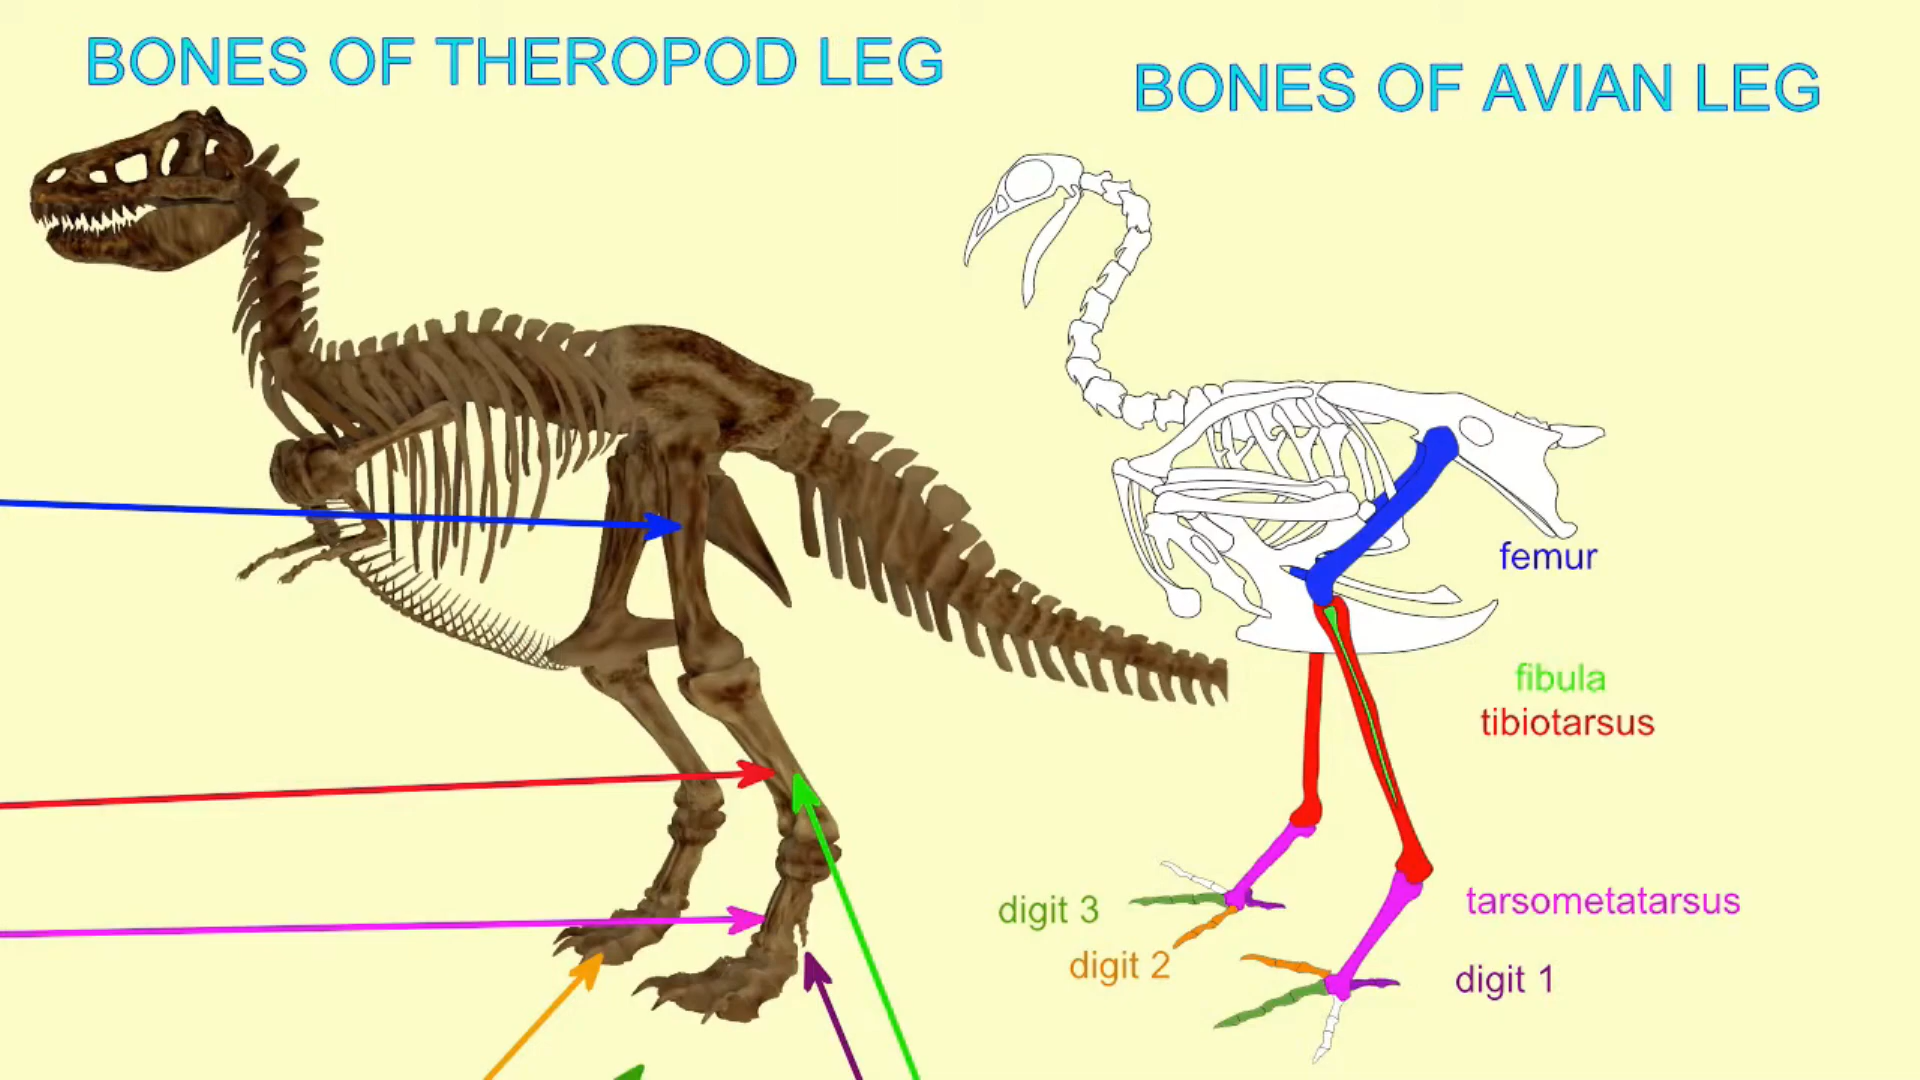 BONES OF THEROPOD LEG
BONES OF AVIAN LEG
femur
fibula
tibiotarsus
tarsometatarsus
digit 3
digit 2
digit 1